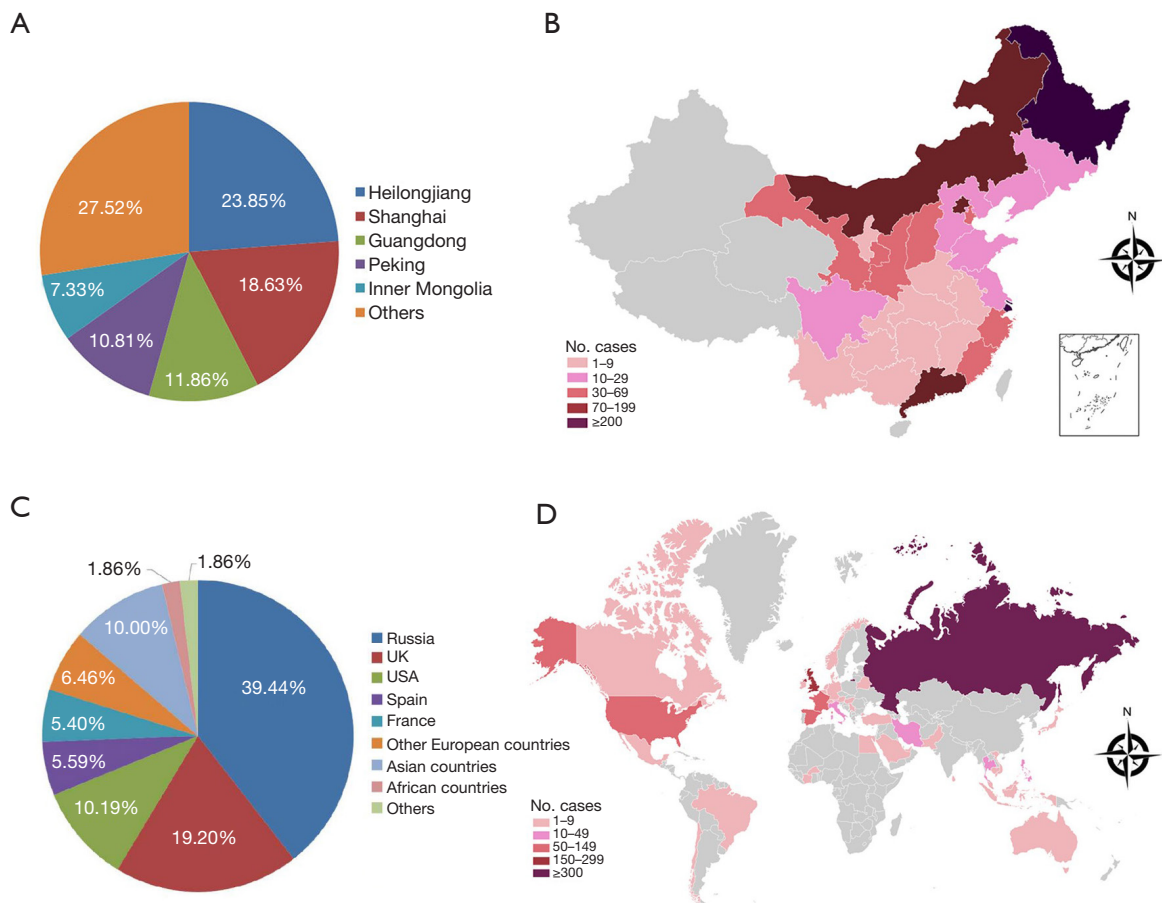 A
23.85%
18.63%
11.86%
10.81%
7.33%
27.52%
Heilongjiang
Shanghai
Guangdong
Peking
Inner Mongolia
Others
B
N
No. cases
1–9
10–29
30–69
70–199
≥200
C
1.86%
1.86%
10.00%
6.46%
5.40%
5.59%
10.19%
19.20%
39.44%
Russia
UK
USA
Spain
France
Other European countries
Asian countries
African countries
Others
D
N
No. cases
1–9
10–49
50–149
150–299
≥300